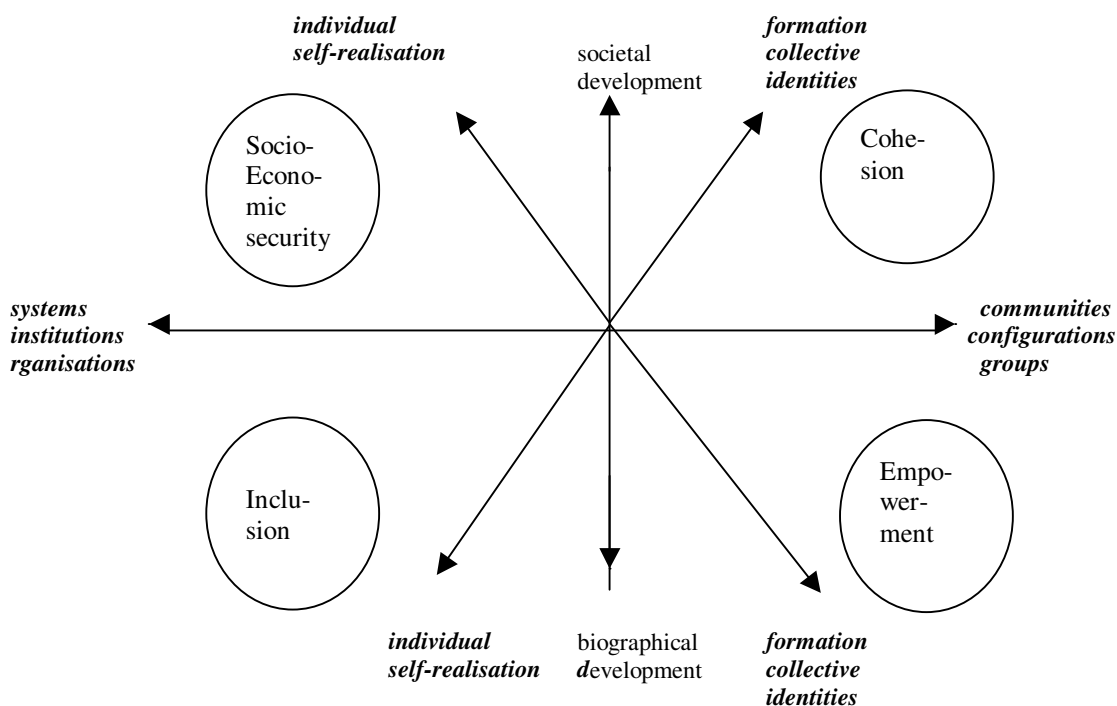 individual
self-realisation
societal
development
formation
collective
identities
Socio-
Econo-
mic
security
Cohe-
sion
systems
institutions
rganisations
communities
configurations
groups
Inclu-
sion
Empo-
wer-
ment
individual
self-realisation
biographical
development
formation
collective
identities